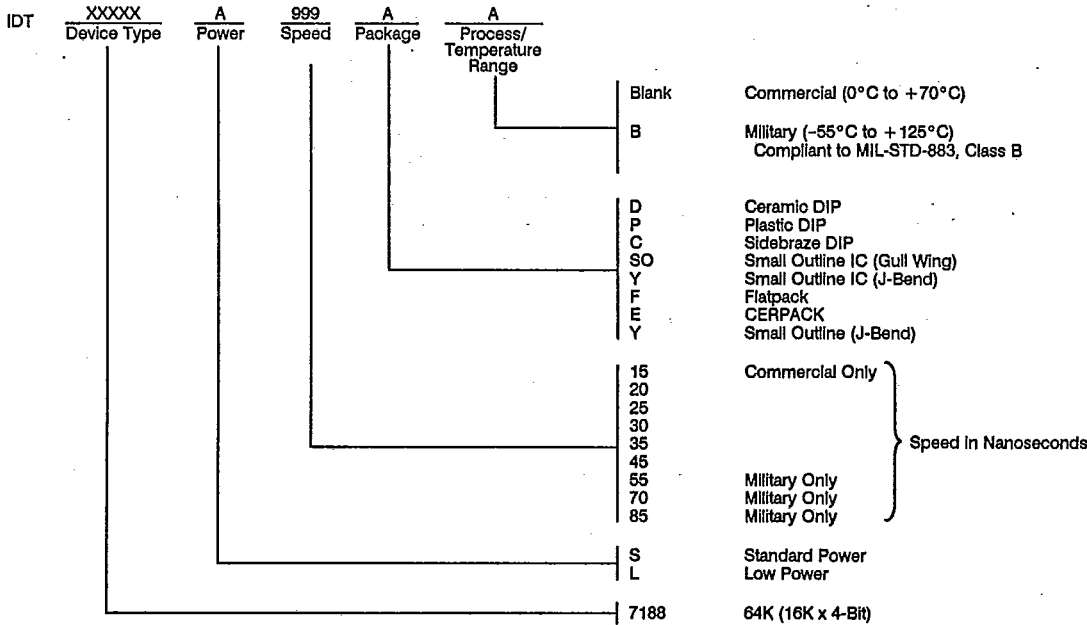 IDT XXXXX A 999 A A
Device Type Power Speed Package Process/
Temperature
Range
Blank Commercial (0°C to +70°C)
B Military (–55°C to +125°C)
Compliant to MIL-STD-883, Class B
D Ceramic DIP
P Plastic DIP
C Sidebraze DIP
SO Small Outline IC (Gull Wing)
Y Small Outline IC (J-Bend)
F Flatpack
E CERPACK
Y Small Outline (J-Bend)
15 Commercial Only
20
25
30
35
Speed in Nanoseconds
45
55 Military Only
70 Military Only
85 Military Only
S Standard Power
L Low Power
7188 64K (16K x 4-Bit)